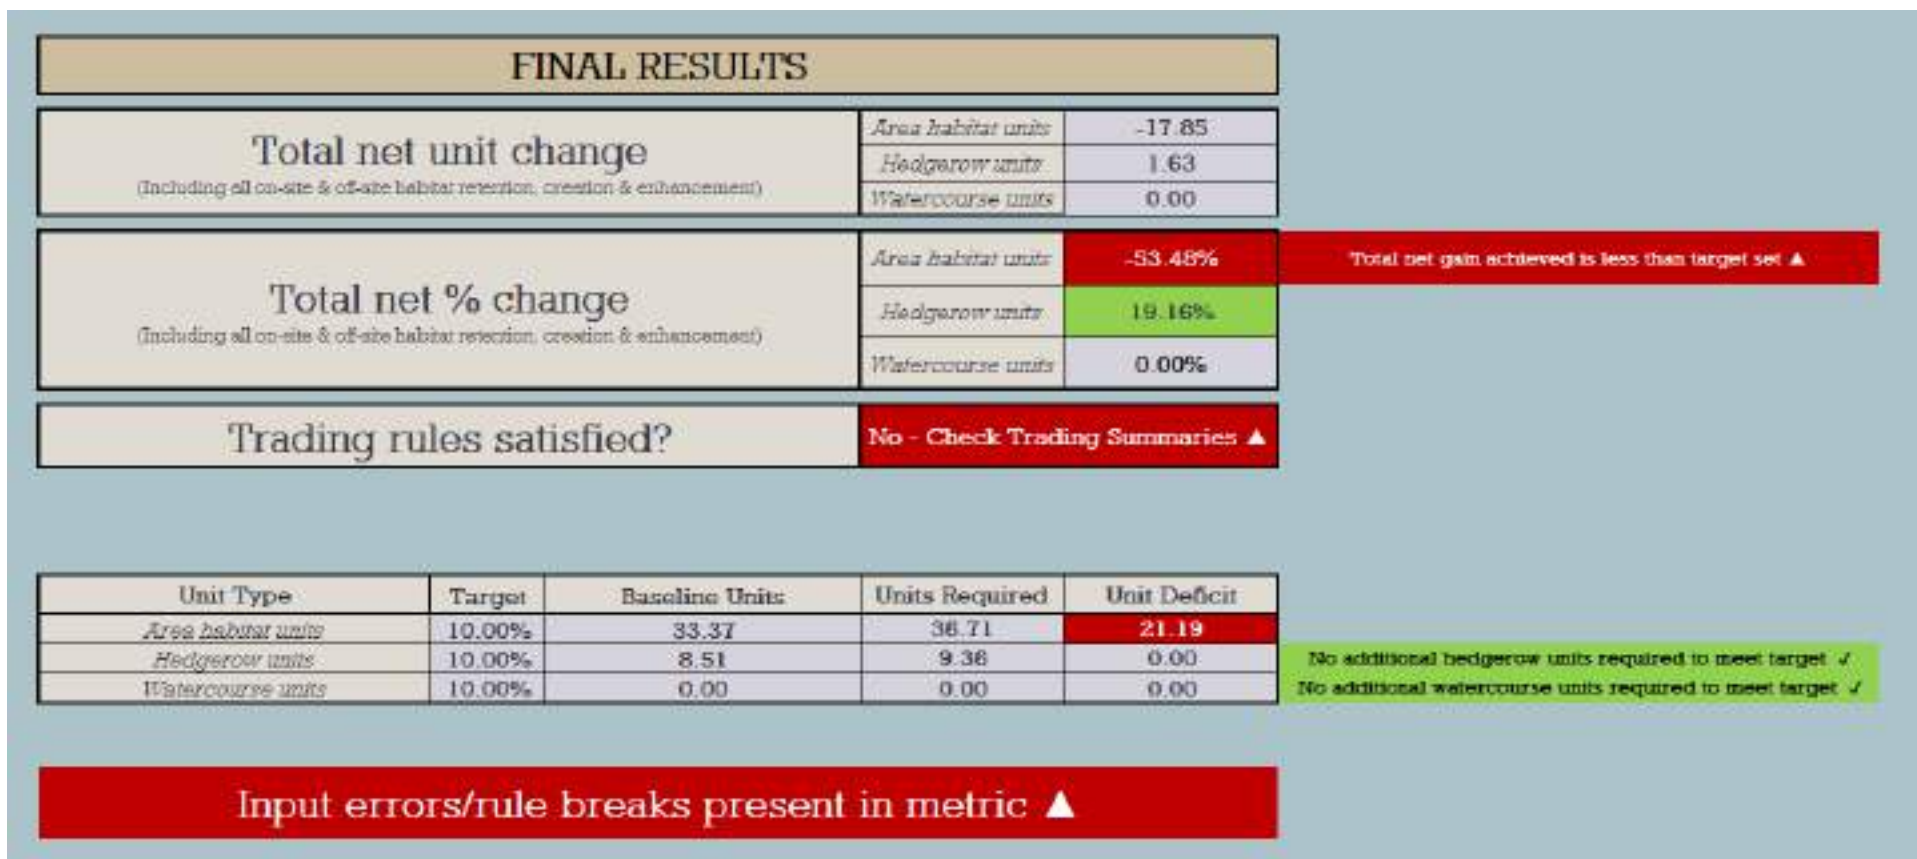 FINAL RESULTS
Total net unit change
(Including all on-site & off-site habitat retention, creation & enhancement)
Area habitat units -17.85
Hedgerow units 1.63
Watercourse units 0.00
Total net % change
(Including all on-site & off-site habitat retention, creation & enhancement)
Area habitat units -53.48% Total net gain achieved is less than target set ▲
Hedgerow units 19.16%
Watercourse units 0.00%
Trading rules satisfied? No - Check Trading Summaries ▲
Unit Type Target Baseline Units Units Required Unit Deficit
Area habitat units 10.00% 33.37 36.71 21.19
Hedgerow units 10.00% 8.51 9.36 0.00 No additional hedgerow units required to meet target ✓
Watercourse units 10.00% 0.00 0.00 0.00 No additional watercourse units required to meet target ✓
Input errors/rule breaks present in metric ▲